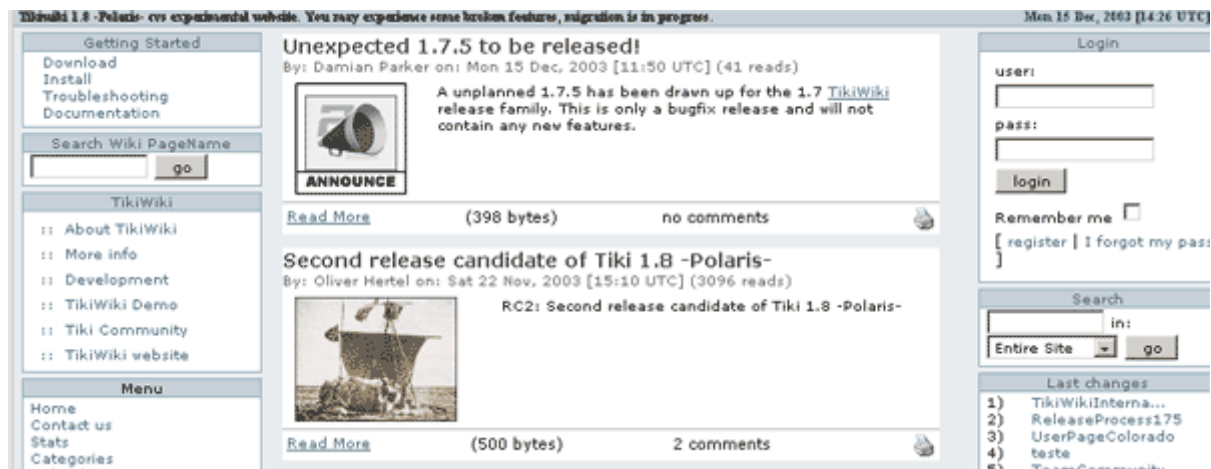 Tikiwiki 1.8 -Polaris- cvs experimental website. You may experience some broken features, migration is in progress.
Mon 15 Dec, 2003 [14:26 UTC]
Getting Started
Download
Install
Troubleshooting
Documentation
Search Wiki PageName
go
TikiWiki
:: About TikiWiki
:: More info
:: Development
:: TikiWiki Demo
:: Tiki Community
:: TikiWiki website
Menu
Home
Contact us
Stats
Categories
Unexpected 1.7.5 to be released!
By: Damian Parker on: Mon 15 Dec, 2003 [11:50 UTC] (41 reads)
A unplanned 1.7.5 has been drawn up for the 1.7 TikiWiki
release family. This is only a bugfix release and will not
contain any new features.
ANNOUNCE
Read More (398 bytes) no comments
Second release candidate of Tiki 1.8 -Polaris-
By: Oliver Hertel on: Sat 22 Nov, 2003 [15:10 UTC] (3096 reads)
RC2: Second release candidate of Tiki 1.8 -Polaris-
Read More (500 bytes) 2 comments
Login
user:
pass:
login
Remember me
[ register | I forgot my pass
]
Search
in:
Entire Site go
Last changes
1) TikiWikiInterna...
2) ReleaseProcess175
3) UserPageColorado
4) teste
5) TeamCommunity